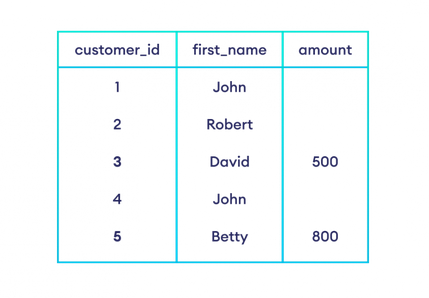 customer_id first_name amount
1 John
2 Robert
3 David 500
4 John
5 Betty 800